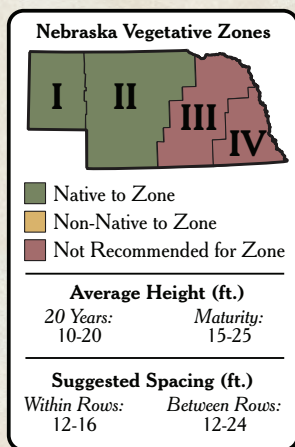 Nebraska Vegetative Zones
I II III IV
Native to Zone
Non-Native to Zone
Not Recommended for Zone
Average Height (ft.)
20 Years: Maturity:
10-20 15-25
Suggested Spacing (ft.)
Within Rows: Between Rows:
12-16 12-24